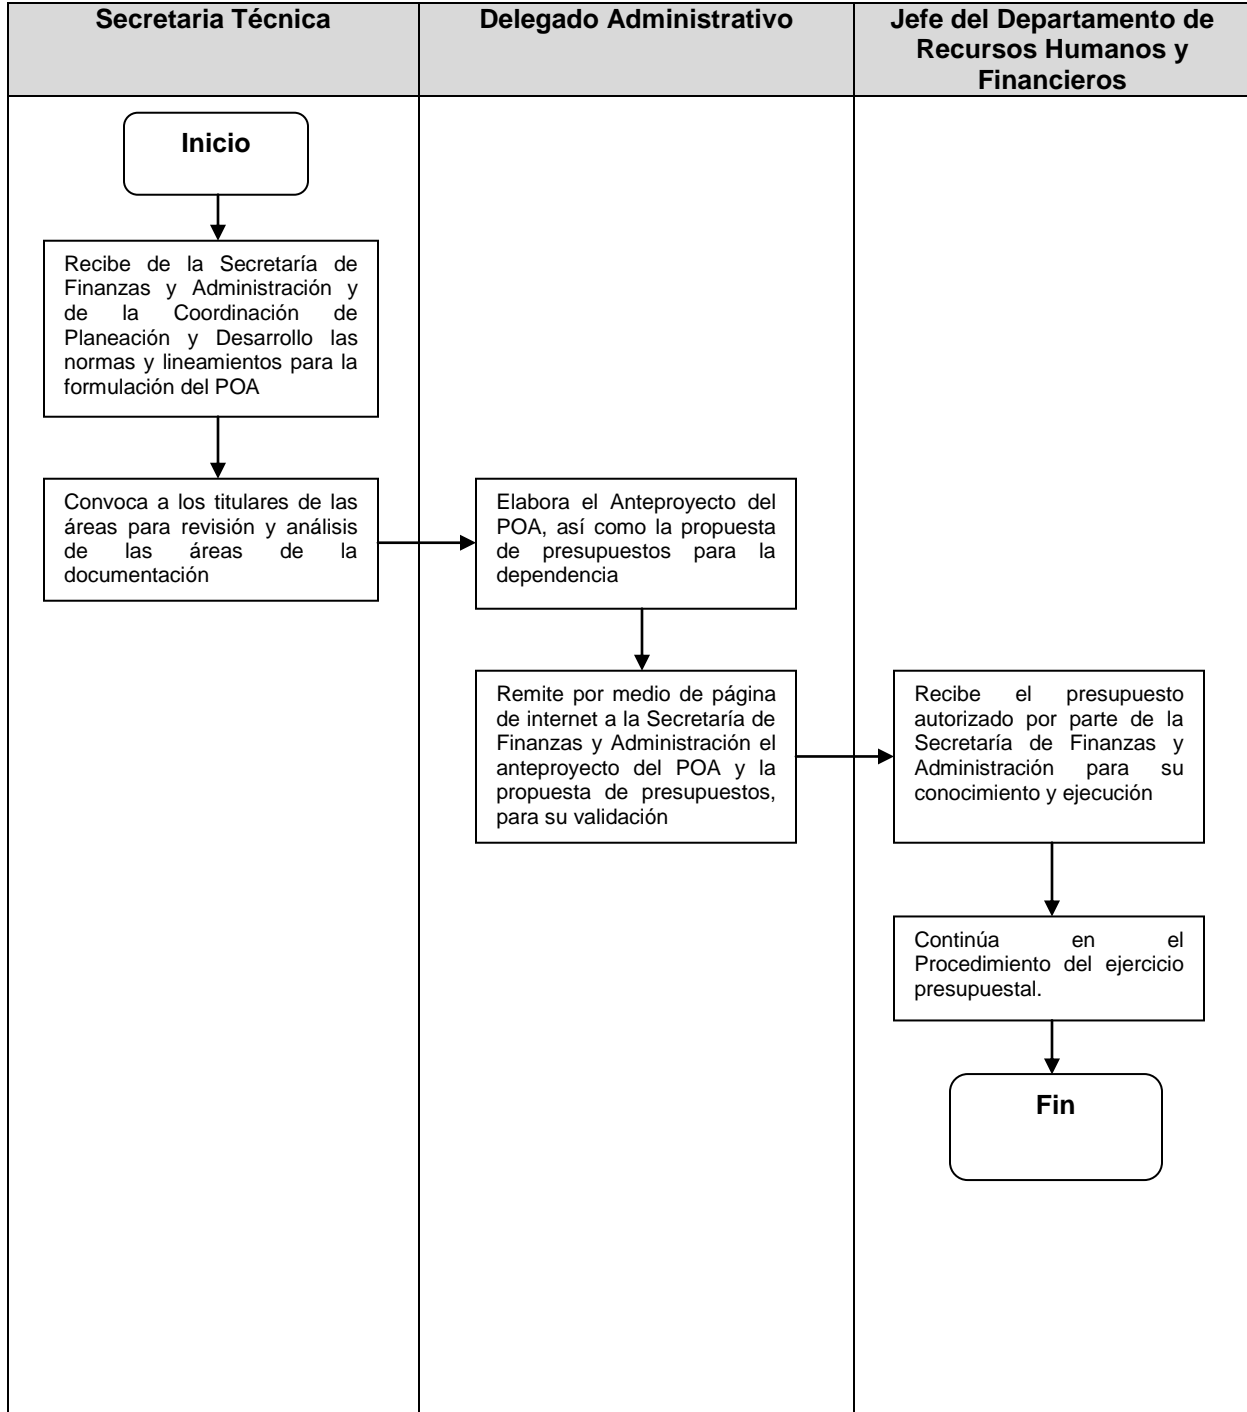 Secretaria Técnica
Delegado Administrativo
Jefe del Departamento de
Recursos Humanos y
Financieros
Inicio
Recibe de la Secretaría de
Finanzas y Administración y
de la Coordinación de
Planeación y Desarrollo las
normas y lineamientos para la
formulación del POA
Convoca a los titulares de las
áreas para revisión y análisis
de las áreas de la
documentación
Elabora el Anteproyecto del
POA, así como la propuesta
de presupuestos para la
dependencia
Remite por medio de página
de internet a la Secretaría de
Finanzas y Administración el
anteproyecto del POA y la
propuesta de presupuestos,
para su validación
Recibe el presupuesto
autorizado por parte de la
Secretaría de Finanzas y
Administración para su
conocimiento y ejecución
Continúa en el
Procedimiento del ejercicio
presupuestal.
Fin